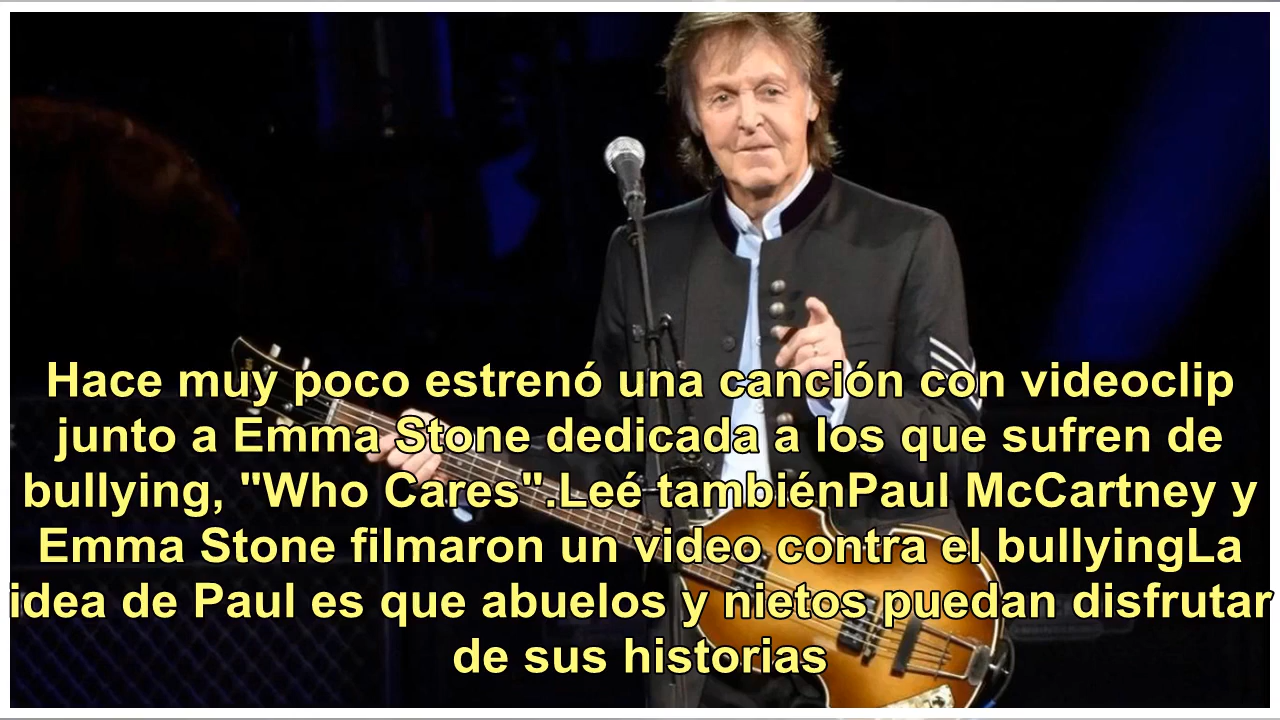 Hace muy poco estrenó una canción con videoclip
junto a Emma Stone dedicada a los que sufren de
bullying, "Who Cares".Leé tambiénPaul McCartney y
Emma Stone filmaron un video contra el bullyingLa
idea de Paul es que abuelos y nietos puedan disfrutar
de sus historias